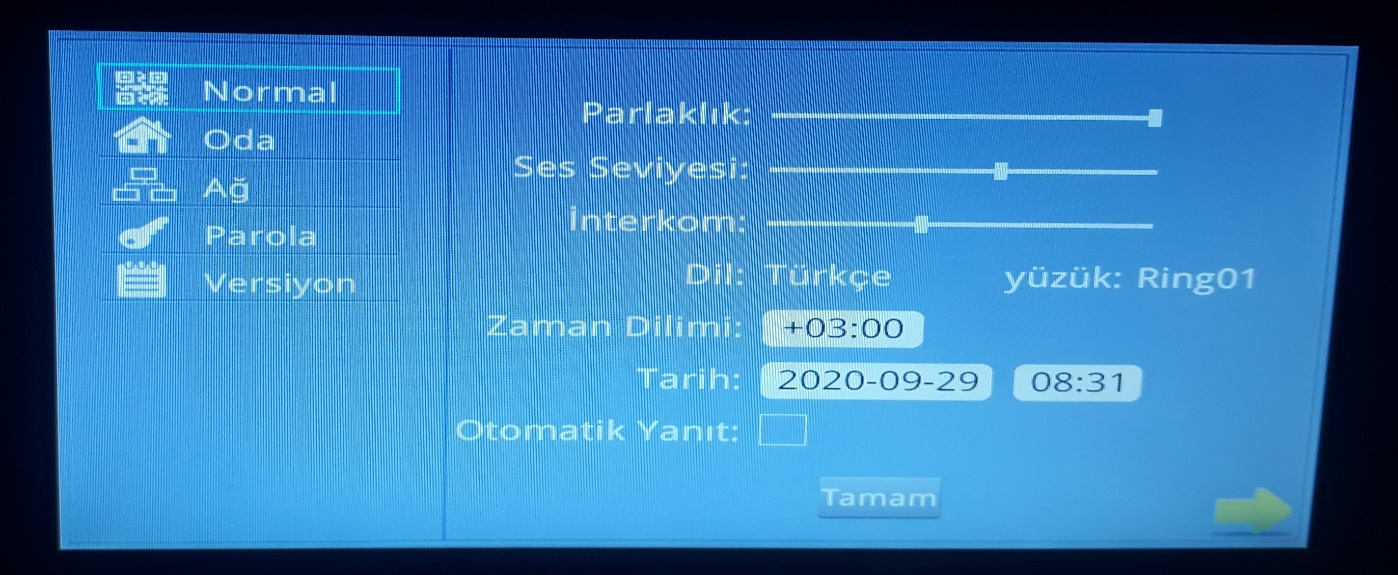 Normal
Oda
Ağ
Parola
Versiyon
Parlaklık:
Ses Seviyesi:
İnterkom:
Dil: Türkçe yüzük: Ring01
Zaman Dilimi: +03:00
Tarih: 2020-09-29 08:31
Otomatik Yanıt:
Tamam